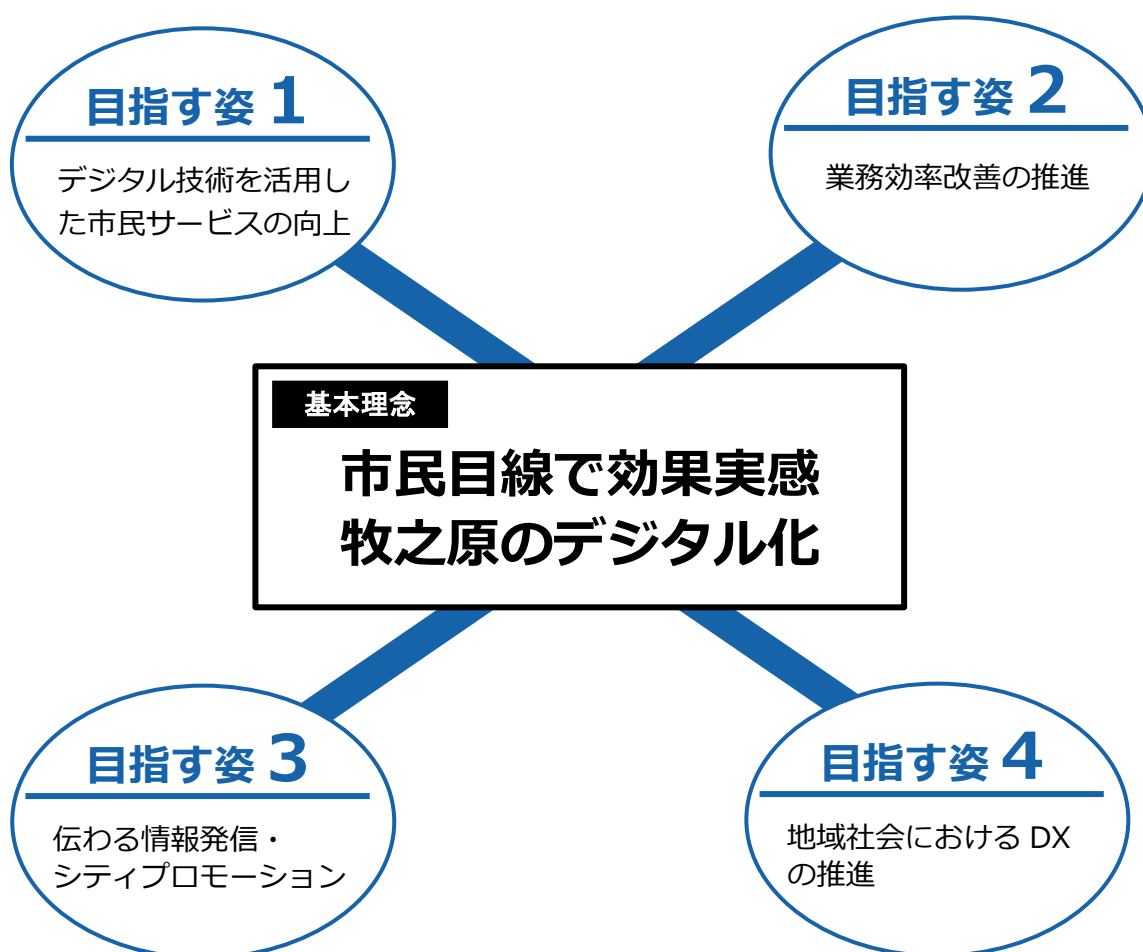 目指す姿 1
デジタル技術を活用し
た市民サービスの向上
目指す姿 2
業務効率改善の推進
基本理念
市民目線で効果実感
牧之原のデジタル化
目指す姿 3
伝わる情報発信・
シティプロモーション
目指す姿 4
地域社会における DX
の推進